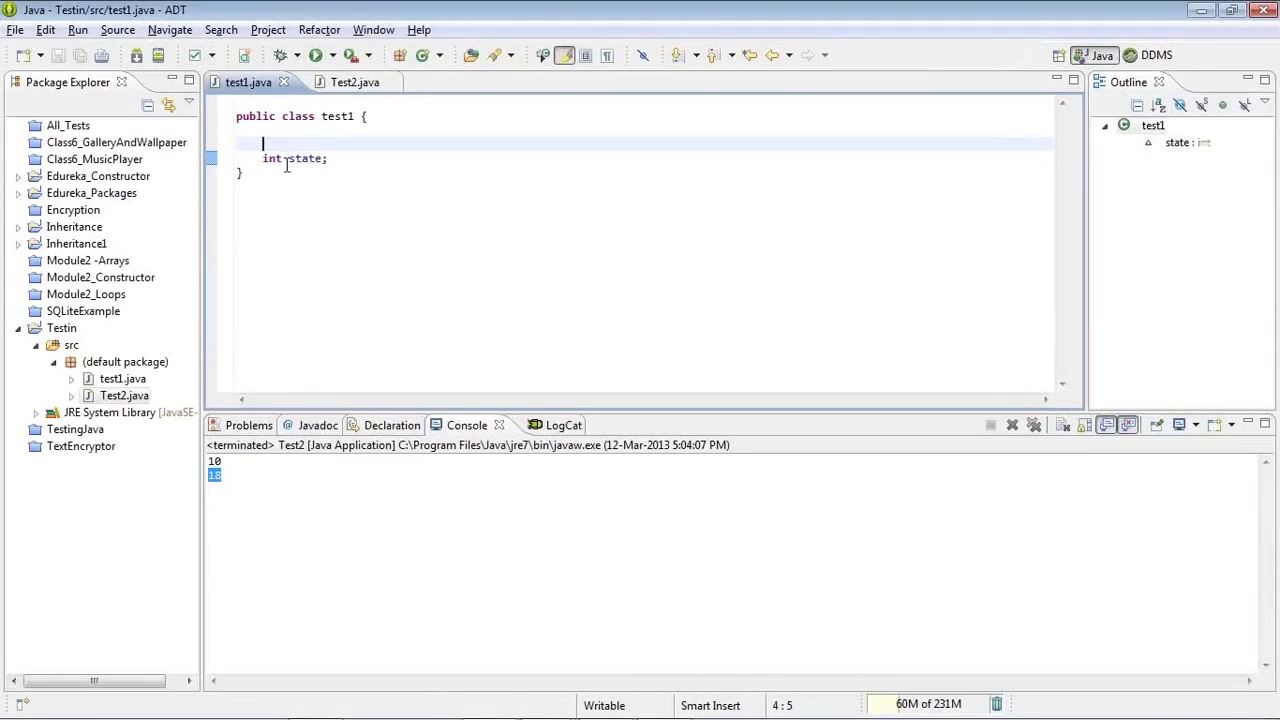 Java - Testin/src/test1.java - ADT
File Edit Run Source Navigate Search Project Refactor Window Help
Java DDMS
Package Explorer
All_Tests
Class6_GalleryAndWallpaper
Class6_MusicPlayer
Edureka_Constructor
Edureka_Packages
Encryption
Inheritance
Inheritance1
Module2 -Arrays
Module2_Constructor
Module2_Loops
SQLiteExample
Testin
src
(default package)
test1.java
Test2.java
JRE System Library [JavaSE-
TestingJava
TextEncryptor
test1.java Test2.java
public class test1 {
int state;
}
Outline
test1
state : int
Problems @ Javadoc Declaration Console LogCat
<terminated> Test2 [Java Application] C:\Program Files\Java\jre7\bin\javaw.exe (12-Mar-2013 5:04:07 PM)
10
18
Writable Smart Insert 4 : 5 60M of 231M